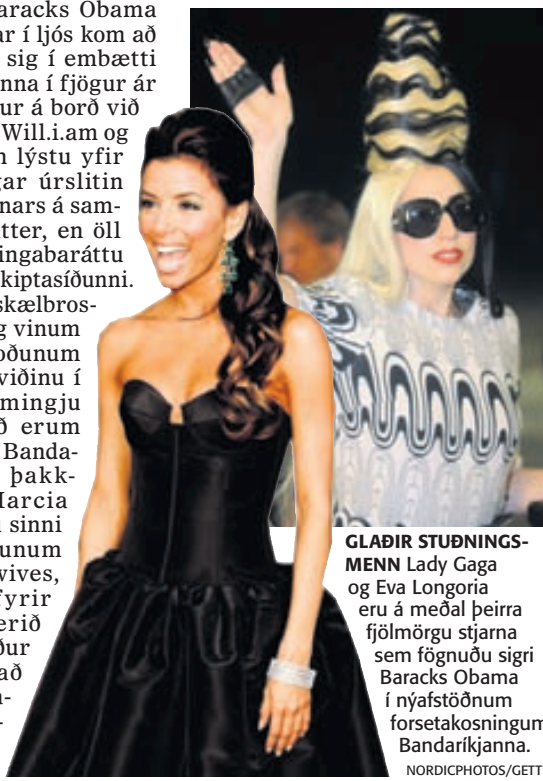 aracks Obama
ar í ljós kom að
sig í embætti
nna í fjögur ár
ur á borð við
Will.i.am og
lýstu yfir
gar úrslitin
nars á sam-
tter, en öll
ingabaráttu
kiptasíðunni.
skælbros-
g vinum
oðunum
viðinu í
mingju
ð erum
Banda-
þakk-
Marcia
sinni
unum
wives,
fyrir
erið
ður
að
GLAÐIR STUÐNINGS-
MENN Lady Gaga
og Eva Longoria
eru á meðal þeirra
fjölmörgu stjarna
sem fögnuðu sigri
Baracks Obama
í nýafstöðnum
forsetakosningum
Bandaríkjanna.
NORDICPHOTOS/GETT